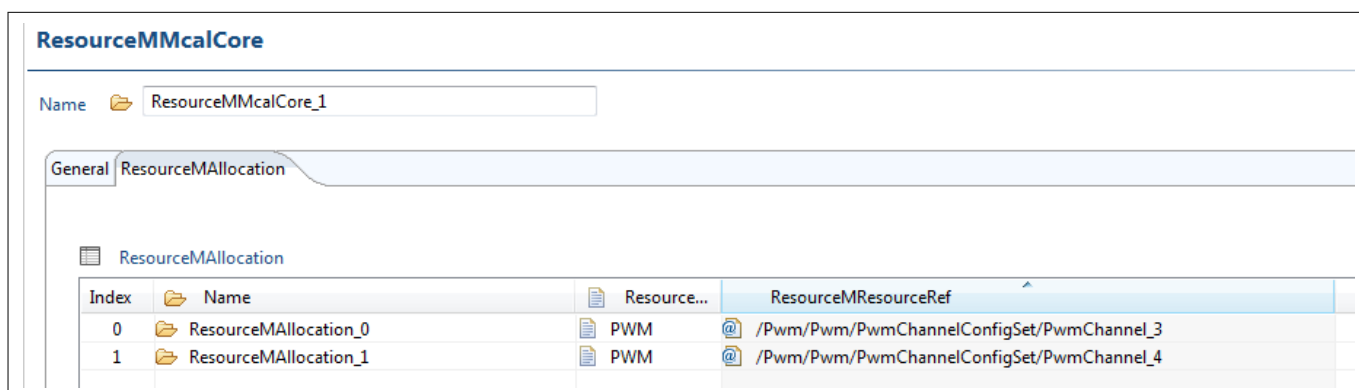 ResourceMMcalCore
Name ResourceMMcalCore_1
General ResourceMAllocation
ResourceMAllocation
Index Name Resource... ResourceMResourceRef
0 ResourceMAllocation_0 PWM /Pwm/Pwm/PwmChannelConfigSet/PwmChannel_3
1 ResourceMAllocation_1 PWM /Pwm/Pwm/PwmChannelConfigSet/PwmChannel_4